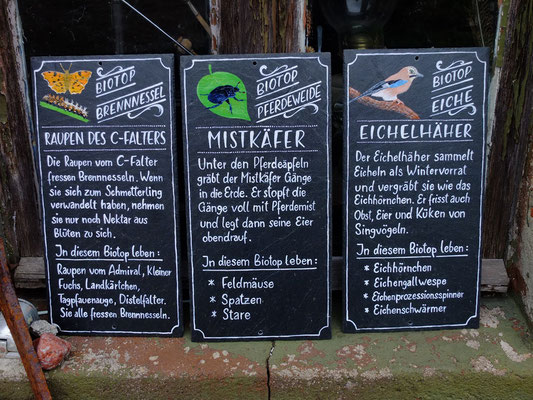 BIOTOP
BRENNNESSEL
RAUPEN DES C-FALTERS
Die Raupen vom C-Falter
fressen Brennnesseln. Wenn
sie sich zum Schmetterling
verwandelt haben, nehmen
sie nur noch Nektar aus
Blüten zu sich.
In diesem Biotop leben:
Raupen vom Admiral, Kleiner
Fuchs, Landkärtchen,
Tagpfauenauge, Distelfalter.
Sie alle fressen Brennnesseln.
BIOTOP
PFERDEWEIDE
MISTKÄFER
Unter den Pferdeäpfeln
gräbt der Mistkäfer Gänge
in die Erde. Er stopft die
Gänge voll mit Pferdemist
und legt dann seine Eier
obendrauf.
In diesem Biotop leben:
* Feldmäuse
* Spatzen
* Stare
BIOTOP
EICHE
EICHELHÄHER
Der Eichelhäher sammelt
Eicheln als Wintervorrat
und vergräbt sie wie das
Eichhörnchen. Er frisst auch
Obst, Eier und Küken von
Singvögeln.
In diesem Biotop leben:
* Eichhörnchen
* Eichengallwespe
* Eichenprozessionsspinner
* Eichenschwärmer